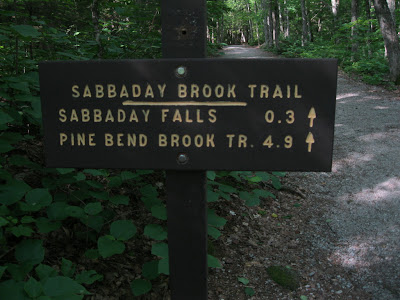 SABBADAY BROOK TRAIL
SABBADAY FALLS 0.3
PINE BEND BROOK TR. 4.9